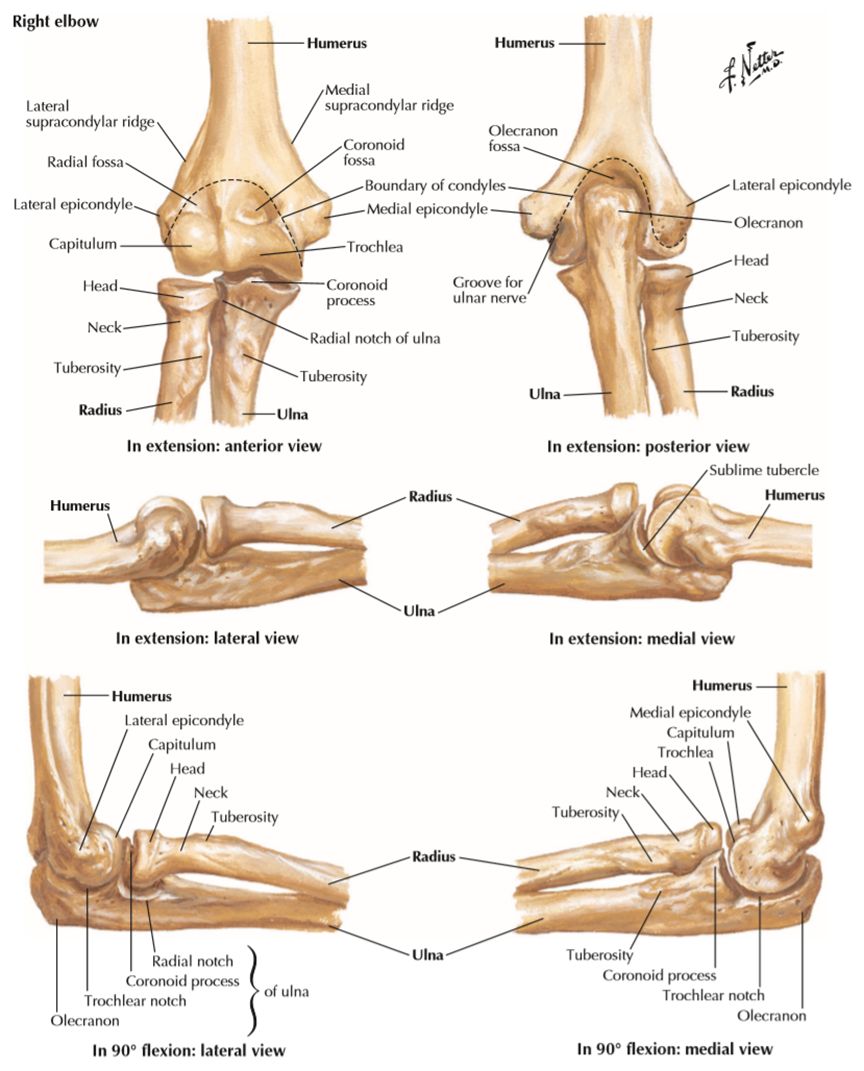 Right elbow
Humerus
Lateral
supracondylar ridge
Medial
supracondylar ridge
Radial fossa
Coronoid
fossa
Lateral epicondyle
Boundary of condyles
Medial epicondyle
Capitulum
Trochlea
Head
Coronoid
process
Neck
Radial notch of ulna
Tuberosity
Tuberosity
Radius
Ulna
In extension: anterior view
Humerus
F. Netter
M.D.
Olecranon
fossa
Lateral epicondyle
Olecranon
Groove for
ulnar nerve
Head
Neck
Tuberosity
Ulna
Radius
In extension: posterior view
Humerus
Radius
Ulna
In extension: lateral view
Sublime tubercle
Humerus
In extension: medial view
Humerus
Lateral epicondyle
Capitulum
Head
Neck
Tuberosity
Radius
Ulna
Radial notch
Coronoid process
of ulna
Trochlear notch
Olecranon
In 90° flexion: lateral view
Humerus
Medial epicondyle
Capitulum
Trochlea
Head
Neck
Tuberosity
Tuberosity
Coronoid process
Trochlear notch
Olecranon
In 90° flexion: medial view